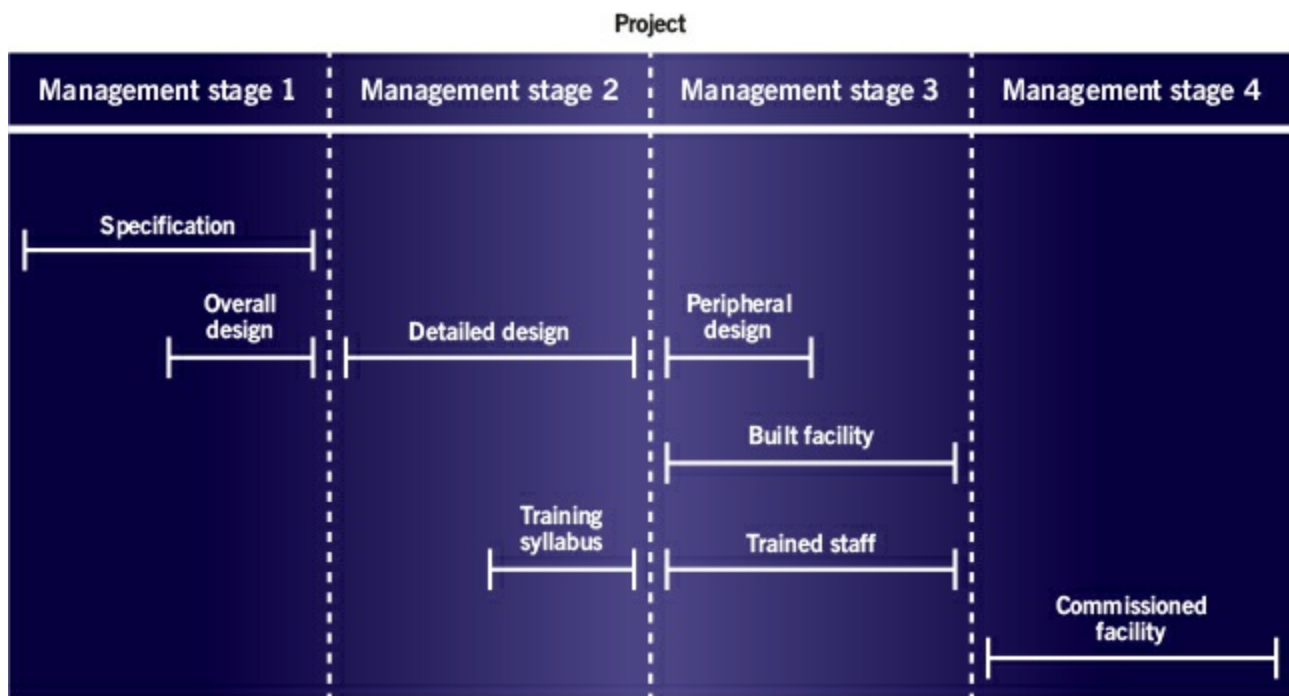 Project
Management stage 1
Management stage 2
Management stage 3
Management stage 4
Specification
Overall
design
Detailed design
Peripheral
design
Built facility
Training
syllabus
Trained staff
Commissioned
facility